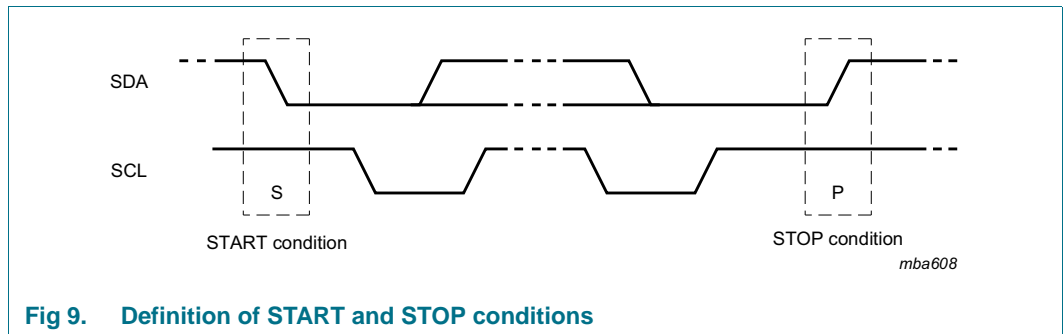 SDA
SCL
S
P
START condition
STOP condition
mba608
Fig 9. Definition of START and STOP conditions